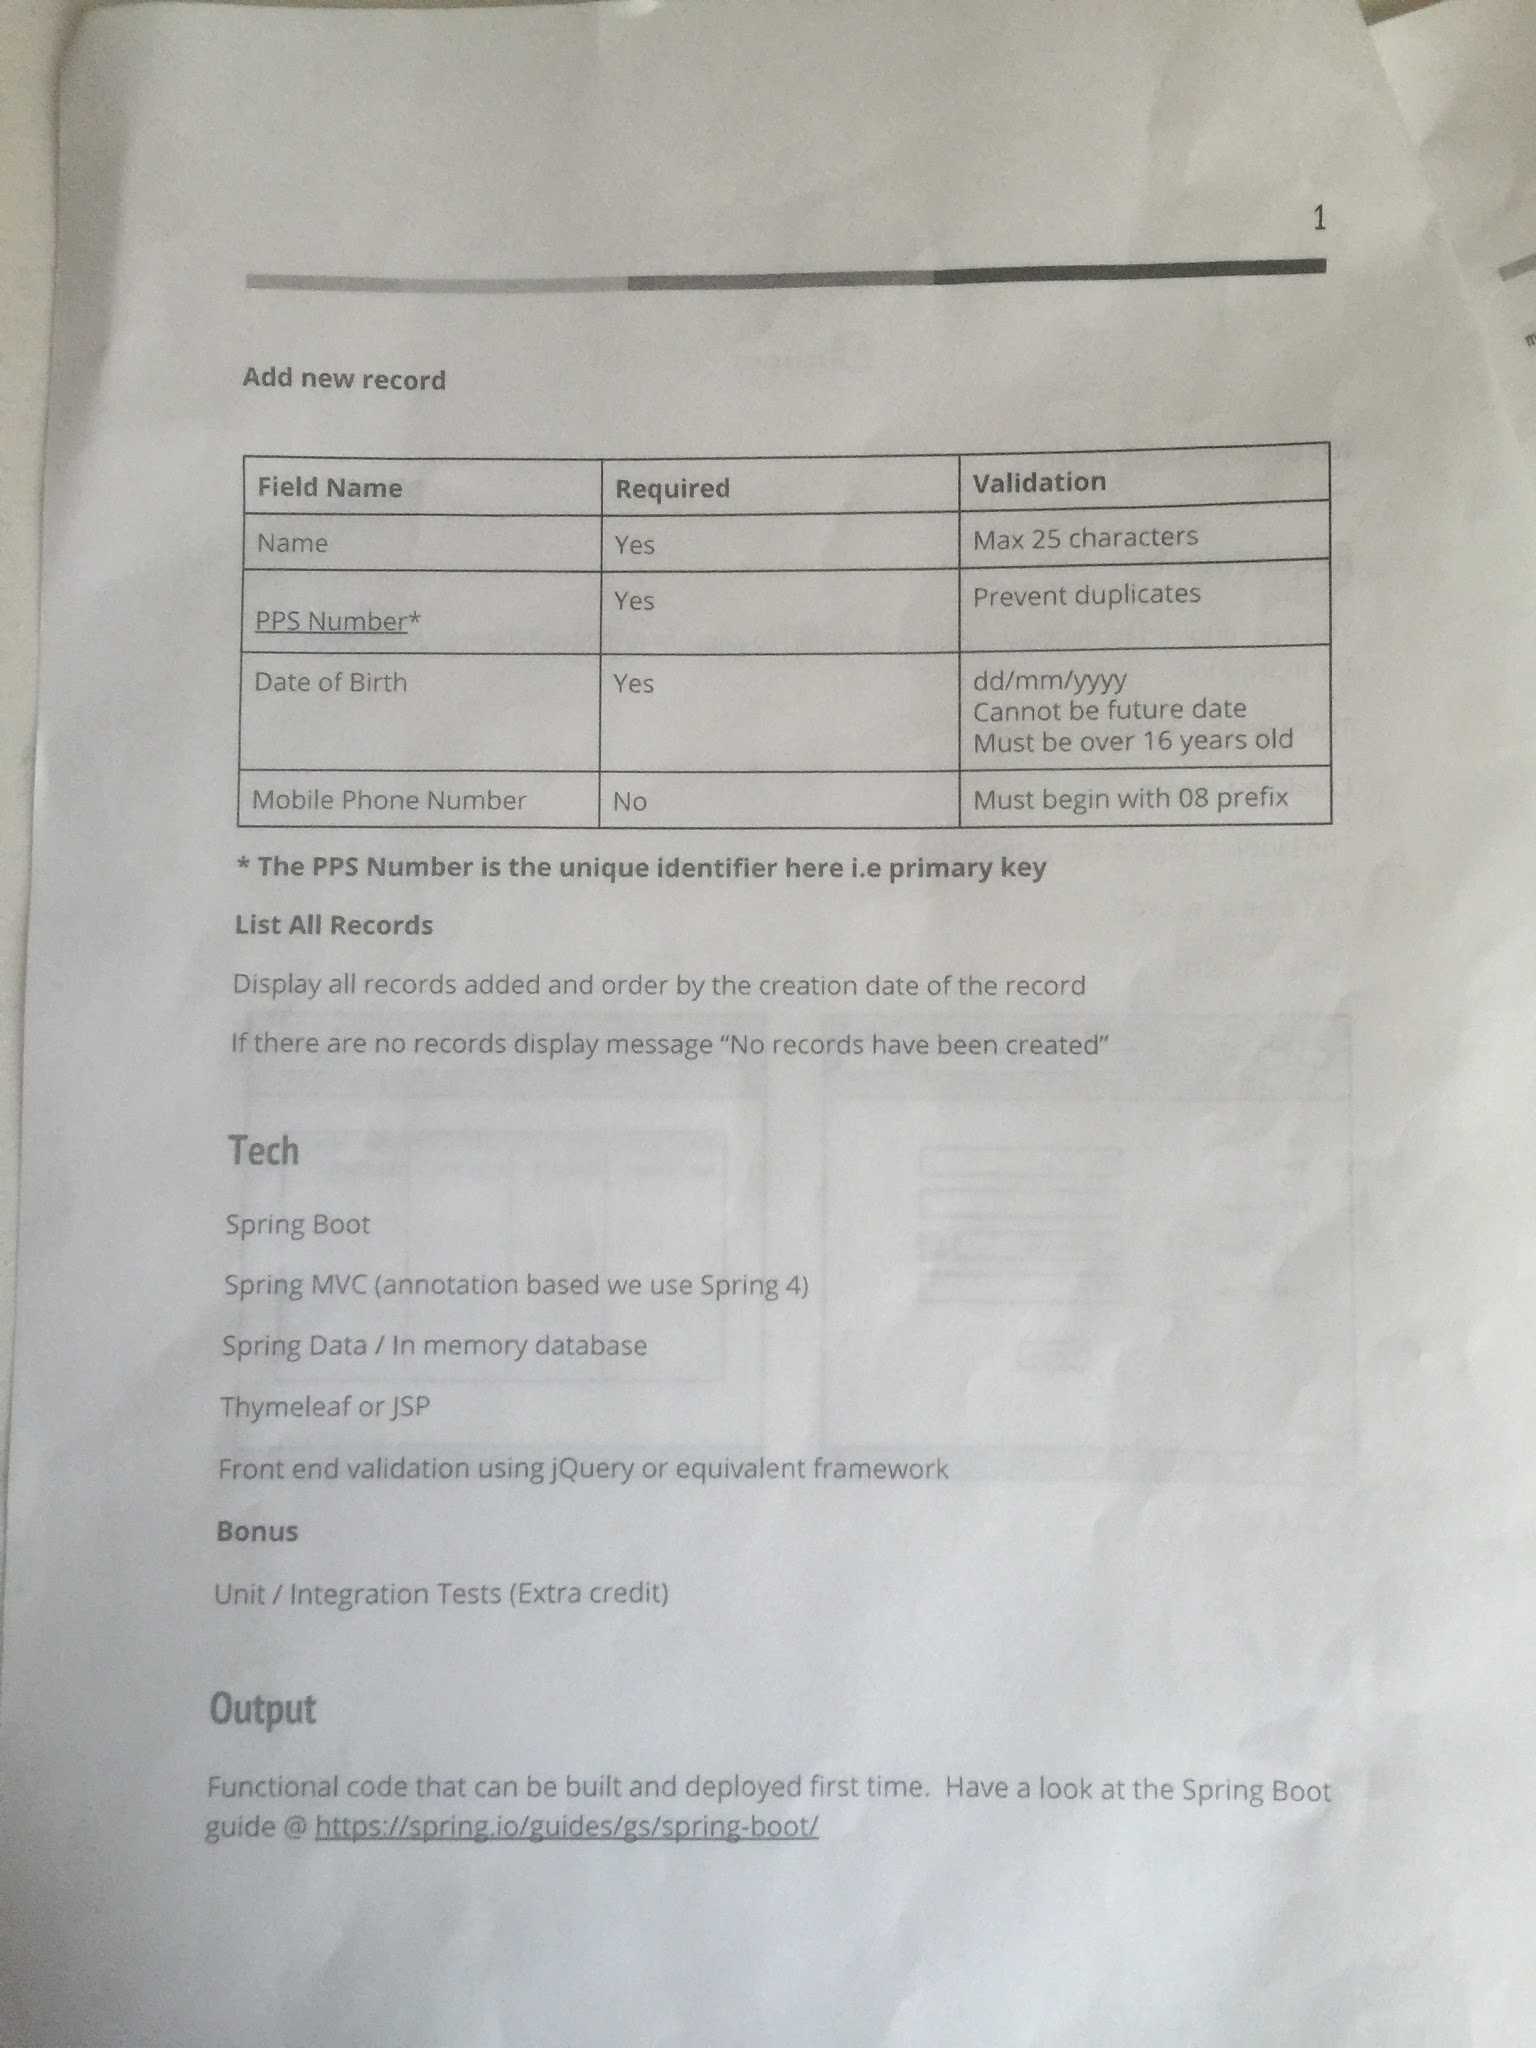 1
Add new record
Field Name Required Validation
Name Yes Max 25 characters
PPS Number* Yes Prevent duplicates
Date of Birth Yes dd/mm/yyyy
Cannot be future date
Must be over 16 years old
Mobile Phone Number No Must begin with 08 prefix
* The PPS Number is the unique identifier here i.e primary key
List All Records
Display all records added and order by the creation date of the record
If there are no records display message “No records have been created”
Tech
Spring Boot
Spring MVC (annotation based we use Spring 4)
Spring Data / In memory database
Thymeleaf or JSP
Front end validation using jQuery or equivalent framework
Bonus
Unit / Integration Tests (Extra credit)
Output
Functional code that can be built and deployed first time. Have a look at the Spring Boot
guide @ https://spring.io/guides/gs/spring-boot/